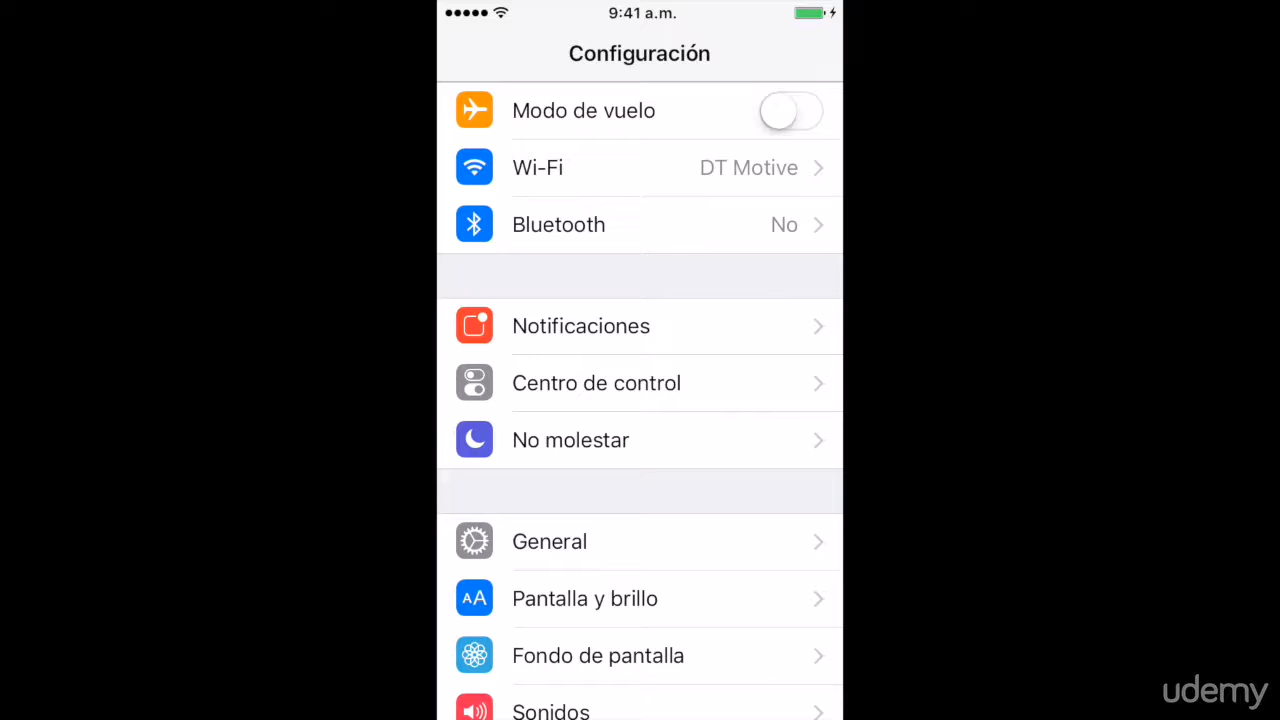 9:41 a.m.
Configuración
Modo de vuelo
Wi-Fi DT Motive
Bluetooth No
Notificaciones
Centro de control
No molestar
General
AA Pantalla y brillo
Fondo de pantalla
Sonidos
udemy